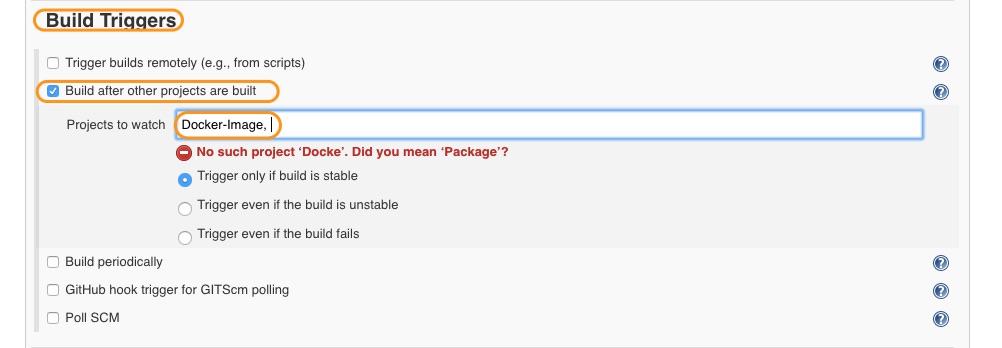 Build Triggers
Trigger builds remotely (e.g., from scripts)
Build after other projects are built
Projects to watch Docker-Image,
No such project ‘Docke’. Did you mean ‘Package’?
Trigger only if build is stable
Trigger even if the build is unstable
Trigger even if the build fails
Build periodically
GitHub hook trigger for GITScm polling
Poll SCM